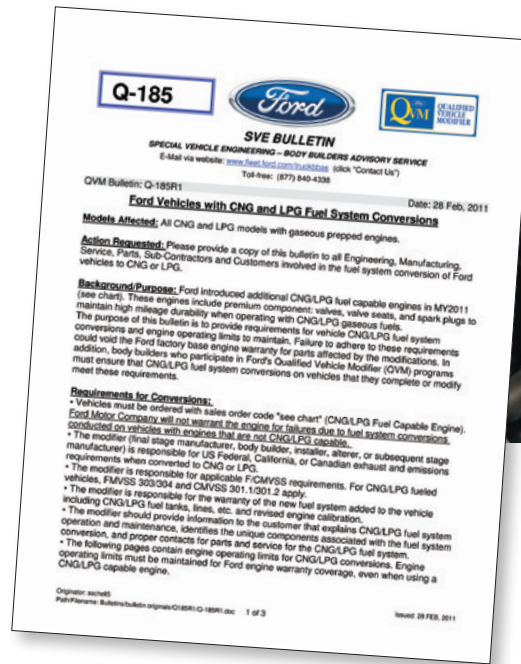 Q-185
Ford
QVM QUALIFIED
VEHICLE
MODIFIER
SVE BULLETIN
SPECIAL VEHICLE ENGINEERING – BODY BUILDERS ADVISORY SERVICE
E-Mail via website: www.fleet.ford.com/truckbbas (click "Contact Us")
Toll-free: (877) 840-4338
QVM Bulletin: Q-185R1
Date: 28 Feb, 2011
Ford Vehicles with CNG and LPG Fuel System Conversions
Models Affected: All CNG and LPG models with gaseous prepped engines.
Action Requested: Please provide a copy of this bulletin to all Engineering, Manufacturing,
Service, Parts, Sub-Contractors and Customers involved in the fuel system conversion of Ford
vehicles to CNG or LPG.
Background/Purpose: Ford introduced additional CNG/LPG fuel capable engines in MY2011
(see chart). These engines include premium component: valves, valve seats, and spark plugs to
maintain high mileage durability when operating with CNG/LPG gaseous fuels.
The purpose of this bulletin is to provide requirements for vehicle CNG/LPG fuel system
conversions and engine operating limits to maintain. Failure to adhere to these requirements
could void the Ford factory base engine warranty for parts affected by the modifications. In
addition, body builders who participate in Ford's Qualified Vehicle Modifier (QVM) programs
must ensure that CNG/LPG fuel system conversions on vehicles that they complete or modify
meet these requirements.
Requirements for Conversions:
• Vehicles must be ordered with sales order code "see chart" (CNG/LPG Fuel Capable Engine).
Ford Motor Company will not warrant the engine for failures due to fuel system conversions
conducted on vehicles with engines that are not CNG/LPG capable.
• The modifier (final stage manufacturer, body builder, installer, alterer, or subsequent stage
manufacturer) is responsible for US Federal, California, or Canadian exhaust and emissions
requirements when converted to CNG or LPG.
• The modifier is responsible for applicable F/CMVSS requirements. For CNG/LPG fueled
vehicles, FMVSS 303/304 and CMVSS 301.1/301.2 apply.
• The modifier is responsible for the warranty of the new fuel system added to the vehicle
including CNG/LPG fuel tanks, lines, etc. and revised engine calibration.
• The modifier should provide information to the customer that explains CNG/LPG fuel system
operation and maintenance, identifies the unique components associated with the fuel system
conversion, and proper contacts for parts and service for the CNG/LPG fuel system.
• The following pages contain engine operating limits for CNG/LPG conversions. Engine
operating limits must be maintained for Ford engine warranty coverage, even when using a
CNG/LPG capable engine.
Originator: sschell5
Path/Filename: Bulletins/bulletin originals/Q185R1/Q-185R1.doc
1 of 3
Issued: 28 FEB, 2011